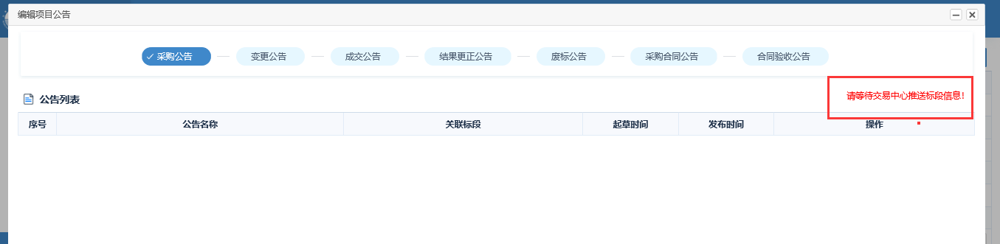 编辑项目公告
采购公告 变更公告 成交公告 结果更正公告 废标公告 采购合同公告 合同验收公告
公告列表
请等待交易中心推送标段信息!
序号 公告名称 关联标段 起草时间 发布时间 操作